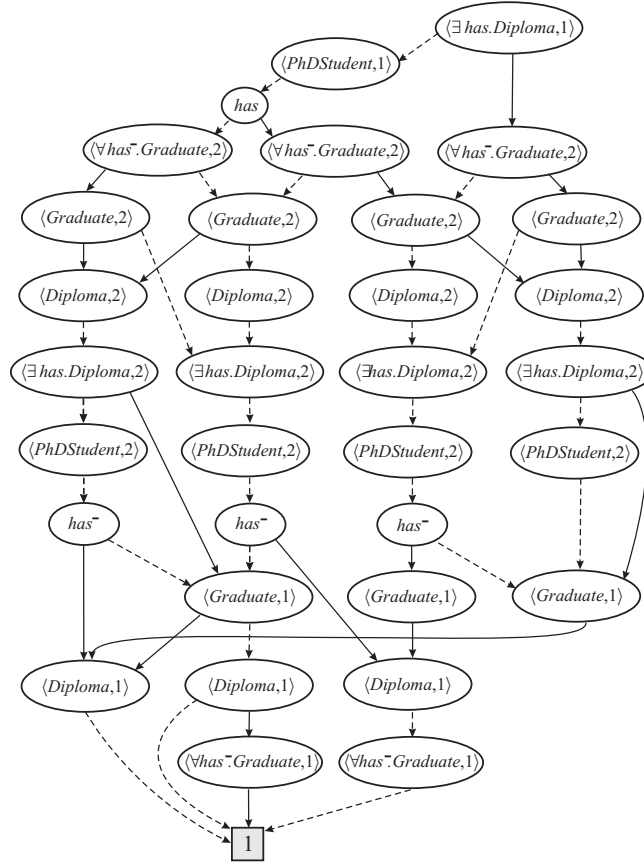 ⟨∃ has.Diploma,1⟩
⟨PhDStudent,1⟩
has
⟨∀has⁻.Graduate,2⟩ ⟨∀has⁻.Graduate,2⟩ ⟨∀has⁻.Graduate,2⟩
⟨Graduate,2⟩ ⟨Graduate,2⟩ ⟨Graduate,2⟩ ⟨Graduate,2⟩
⟨Diploma,2⟩ ⟨Diploma,2⟩ ⟨Diploma,2⟩ ⟨Diploma,2⟩
⟨∃ has.Diploma,2⟩ ⟨∃has.Diploma,2⟩ ⟨∃has.Diploma,2⟩ ⟨∃has.Diploma,2⟩
⟨PhDStudent,2⟩ ⟨PhDStudent,2⟩ ⟨PhDStudent,2⟩ ⟨PhDStudent,2⟩
has⁻ has⁻ has⁻
⟨Graduate,1⟩ ⟨Graduate,1⟩ ⟨Graduate,1⟩
⟨Diploma,1⟩ ⟨Diploma,1⟩ ⟨Diploma,1⟩
⟨∀has⁻.Graduate,1⟩ ⟨∀has⁻.Graduate,1⟩
1